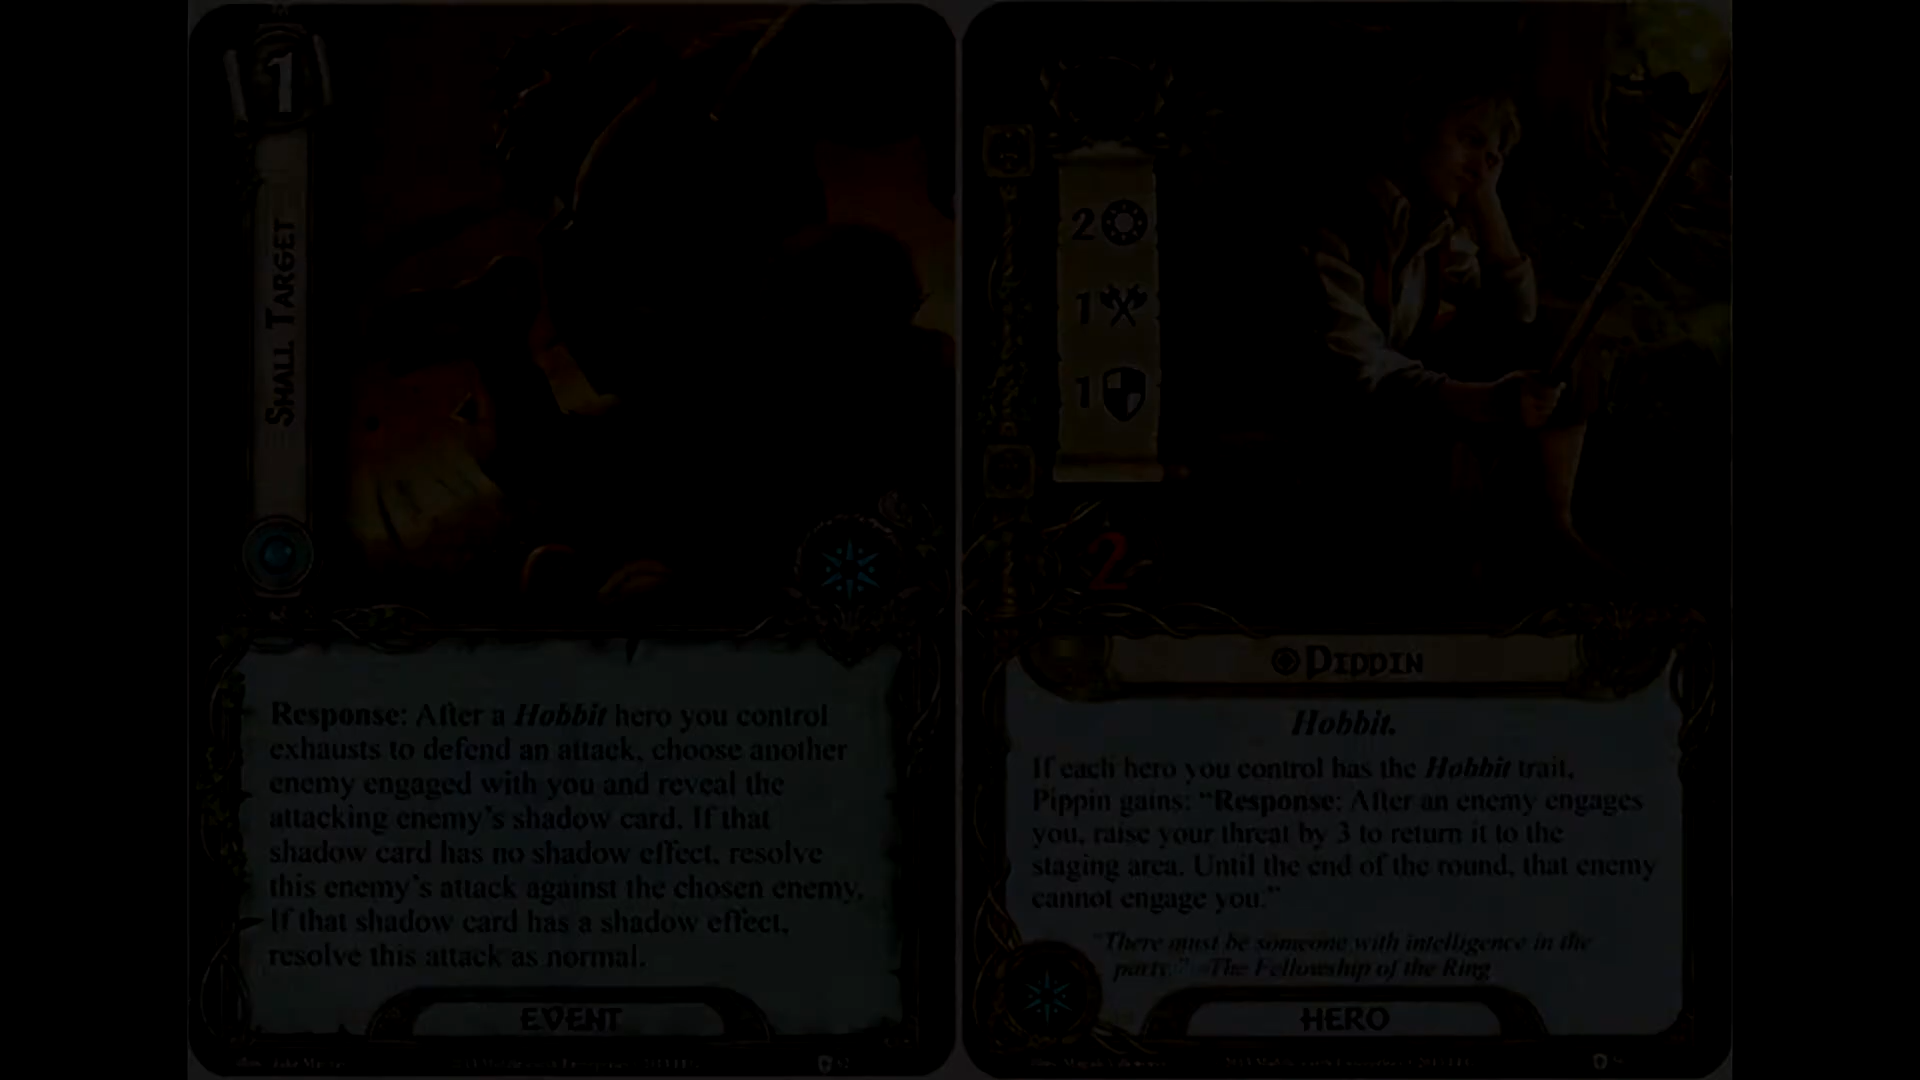 1
SHALL TARGET
Response: After a Hobbit hero you control
exhausts to defend an attack, choose another
enemy engaged with you and reveal the
attacking enemy's shadow card. If that
shadow card has no shadow effect, resolve
this enemy's attack against the chosen enemy.
If that shadow card has a shadow effect,
resolve this attack as normal.
EVENT
2
1
1
2
PIPPIN
Hobbit.
If each hero you control has the Hobbit trait,
Pippin gains: "Response: After an enemy engages
you, raise your threat by 3 to return it to the
staging area. Until the end of the round, that enemy
cannot engage you."
"There must be someone with intelligence in the
party." The Fellowship of the Ring
HERO